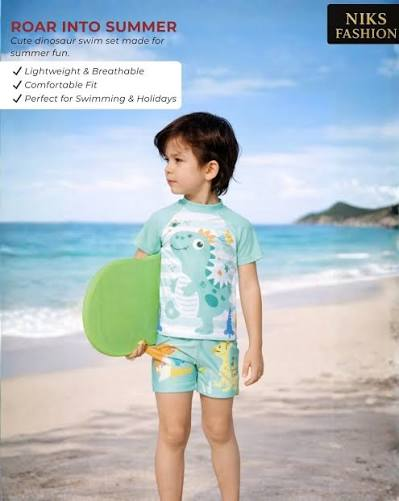 ROAR INTO SUMMER
Cute dinosaur swim set made for
summer fun.
Lightweight & Breathable
Comfortable Fit
Perfect for Swimming & Holidays
NIKS
FASHION